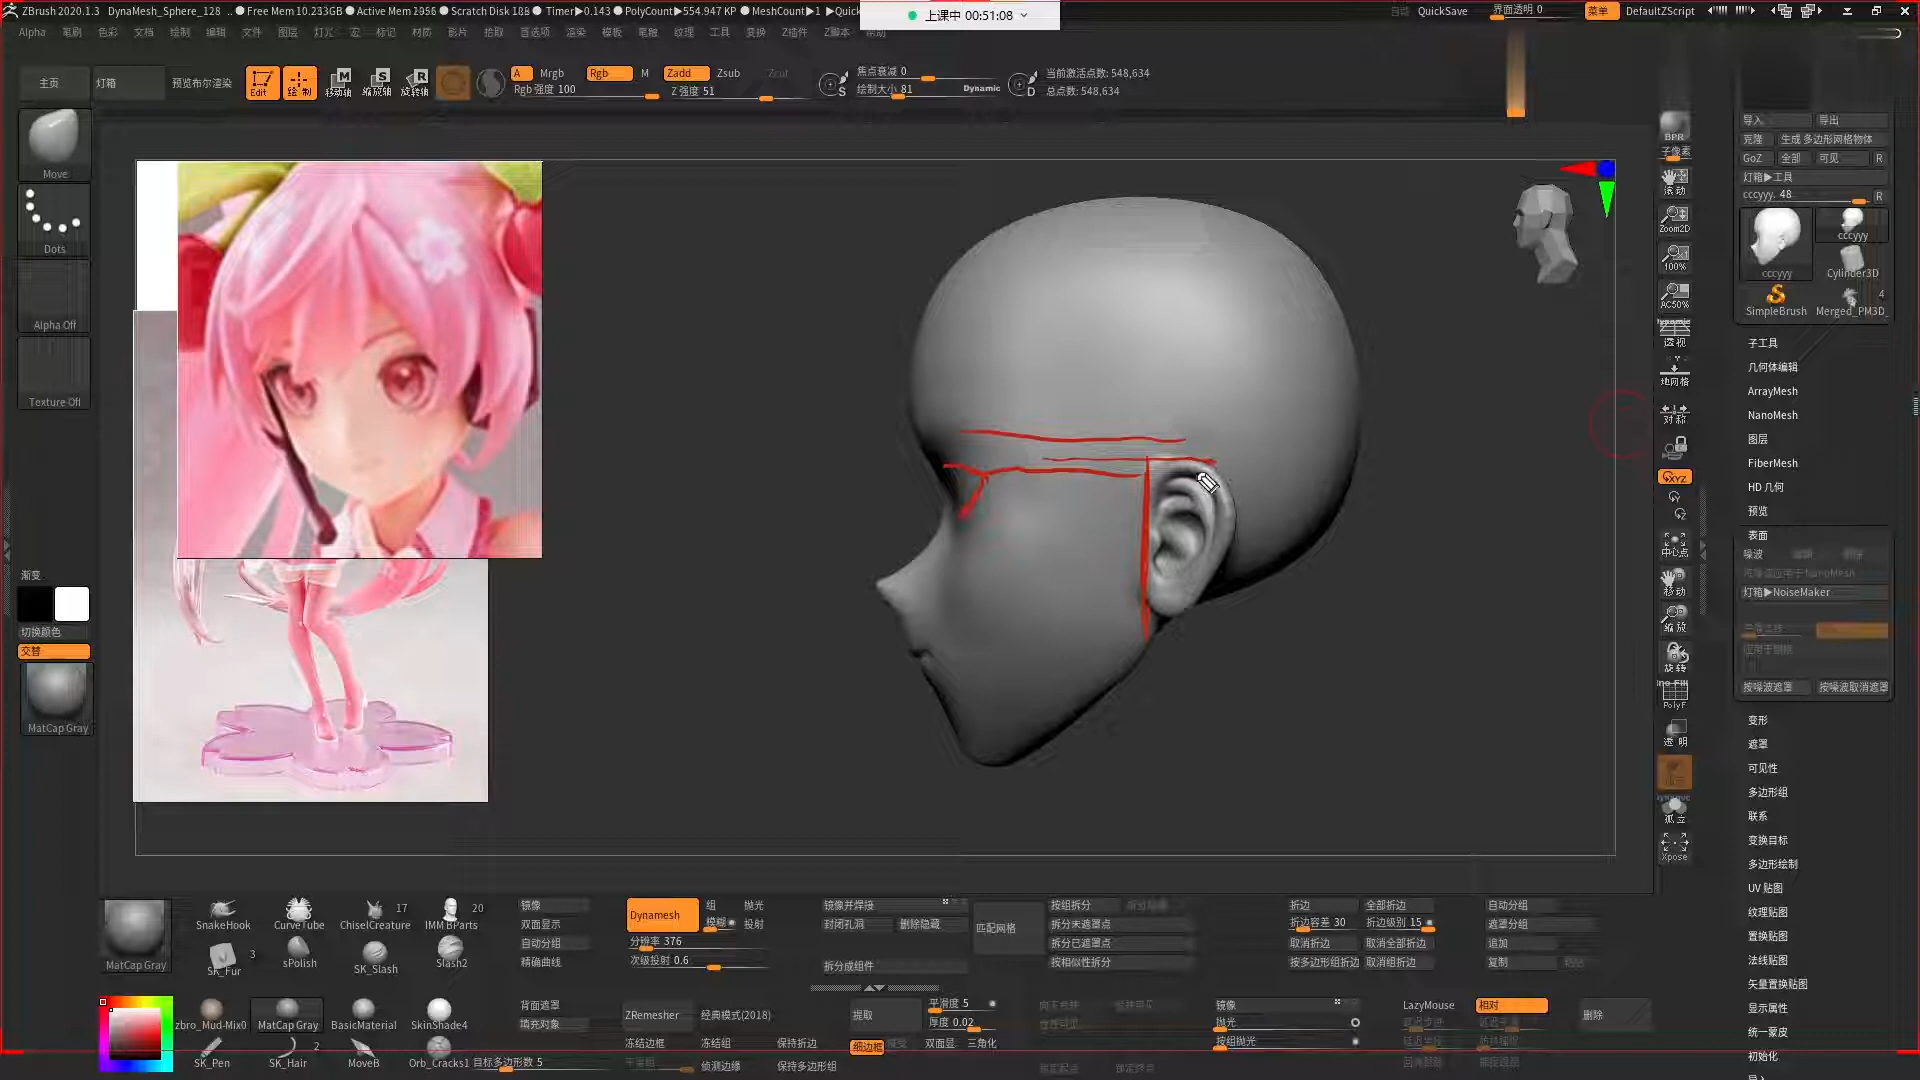 ZBrush 2020.1.3 DynaMesh_Sphere_128 .. ● Free Mem 10.233GB ● Active Mem 2956 ● Scratch Disk 188 ● Timer▶0.143 ● PolyCount▶554.947 KP ● MeshCount▶1 ▶Quick
上课中 00:51:08
QuickSave 界面透明 0 菜单 DefaultZScript
Alpha 笔刷 色彩 文档 绘制 编辑 文件 图层 灯光 宏 标记 材质 影片 拾取 首选项 渲染 模板 笔触 纹理 工具 变换 Z插件 Z脚本 帮助
主页 灯箱 预览布尔渲染 Edit 绘制 移动轴 缩放轴 旋转轴
A Mrgb Rgb M Zadd Zsub Zcut
Rgb 强度 100 Z 强度 51
焦点衰减 0
绘制大小 81 Dynamic
S D
当前激活点数: 548,634
总点数: 548,634
Move
Dots
Alpha Off
Texture Off
渐变
切换颜色
交替
MatCap Gray
BPR
子像素
滚动
Zoom2D
100%
AC50%
Dynamic
透视
地网格
对称
XYZ
中心点
移动
缩放
旋转
PolyF
透明
孤立
Xpose
导入 导出
克隆 生成 多边形网格物体
GoZ 全部 可见 R
灯箱▶工具
cccyyy. 48 R
cccyyy cccyyy
Cylinder3D
SimpleBrush Merged_PM3D_
4
子工具
几何体编辑
ArrayMesh
NanoMesh
图层
FiberMesh
HD 几何
预览
表面
噪波
灯箱▶NoiseMaker
按噪波遮罩 按噪波取消遮罩
变形
遮罩
可见性
多边形组
联系
变换目标
多边形绘制
UV 贴图
纹理贴图
置换贴图
法线贴图
矢量置换贴图
显示属性
统一蒙皮
初始化
MatCap Gray
SnakeHook CurveTube 17 ChiselCreature 20 IMM BParts
3 SK_Fur sPolish SK_Slash Slash2
镜像
双面显示
自动分组
精确曲线
Dynamesh 组 抛光
模糊 投射
分辨率 376
次级投射 0.6
镜像并焊接
封闭孔洞 删除隐藏
拆分成组件
匹配网格
按组拆分
拆分未遮罩点
拆分已遮罩点
按相似性拆分
折边 全部折边
折边容差 30 折边级别 15
取消折边 取消全部折边
按多边形组折边 取消组折边
自动分组
遮罩分组
追加
复制
zbro_Mud-Mix0 MatCap Gray BasicMaterial SkinShade4
SK_Pen 2 SK_Hair MoveB Orb_Cracks1
背面遮罩
填充对象
目标多边形数 5
ZRemesher 经典模式(2018)
冻结边框 冻结组 保持折边
侦测边缘 保持多边形组
提取
平滑度 5
厚度 0.02
细边框 双面显 三角化
镜像
抛光
按组抛光
LazyMouse 相对
删除